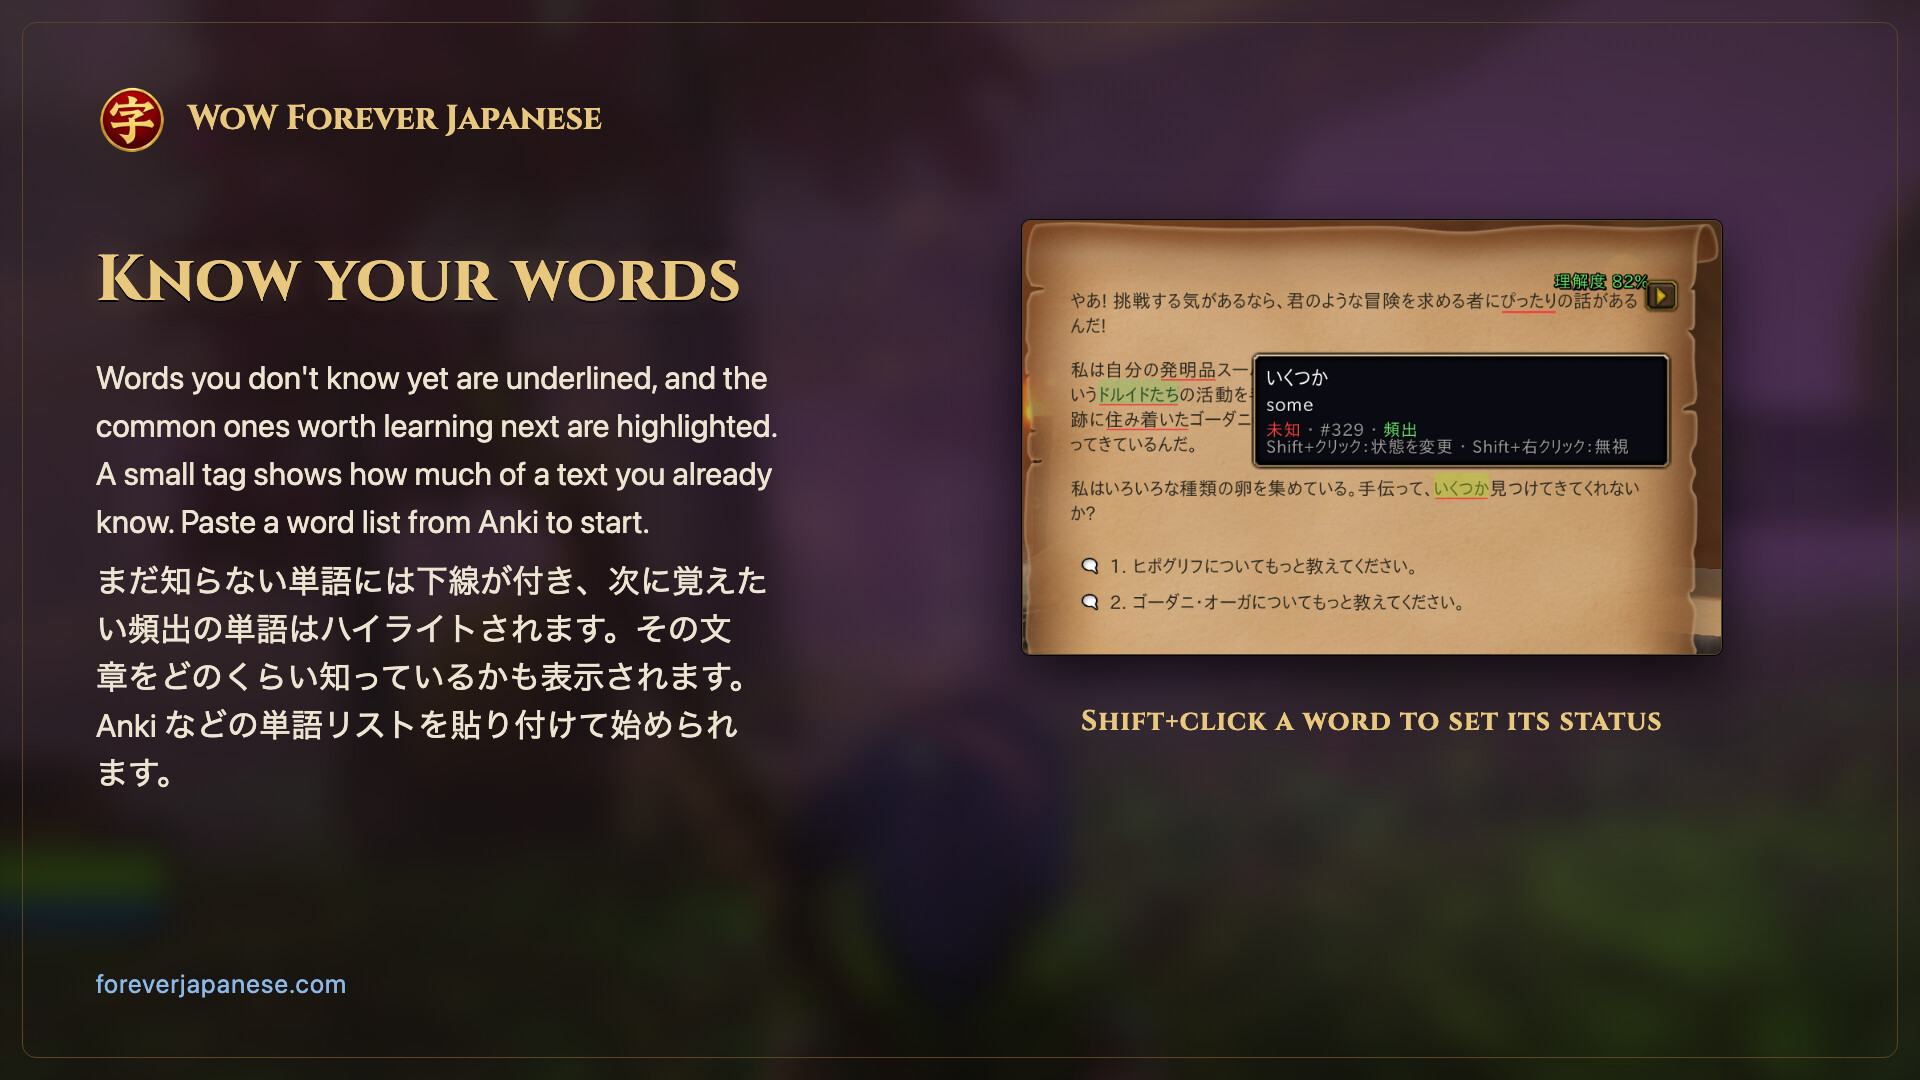 字 WoW Forever Japanese
Know your words
Words you don't know yet are underlined, and the
common ones worth learning next are highlighted.
A small tag shows how much of a text you already
know. Paste a word list from Anki to start.
まだ知らない単語には下線が付き、次に覚えた
い頻出の単語はハイライトされます。その文
章をどのくらい知っているかも表示されます。
Anki などの単語リストを貼り付けて始められ
ます。
foreverjapanese.com
理解度 82%
やあ! 挑戦する気があるなら、君のような冒険を求める者にぴったりの話がある
んだ!
私は自分の発明品スー
いうドルイドたちの活動を
跡に住み着いたゴーダニ
ってきているんだ。
いくつか
some
未知 · #329 · 頻出
Shift+クリック: 状態を変更 · Shift+右クリック: 無視
私はいろいろな種類の卵を集めている。手伝って、いくつか見つけてきてくれない
か?
1. ヒポグリフについてもっと教えてください。
2. ゴーダニ・オーガについてもっと教えてください。
Shift+click a word to set its status